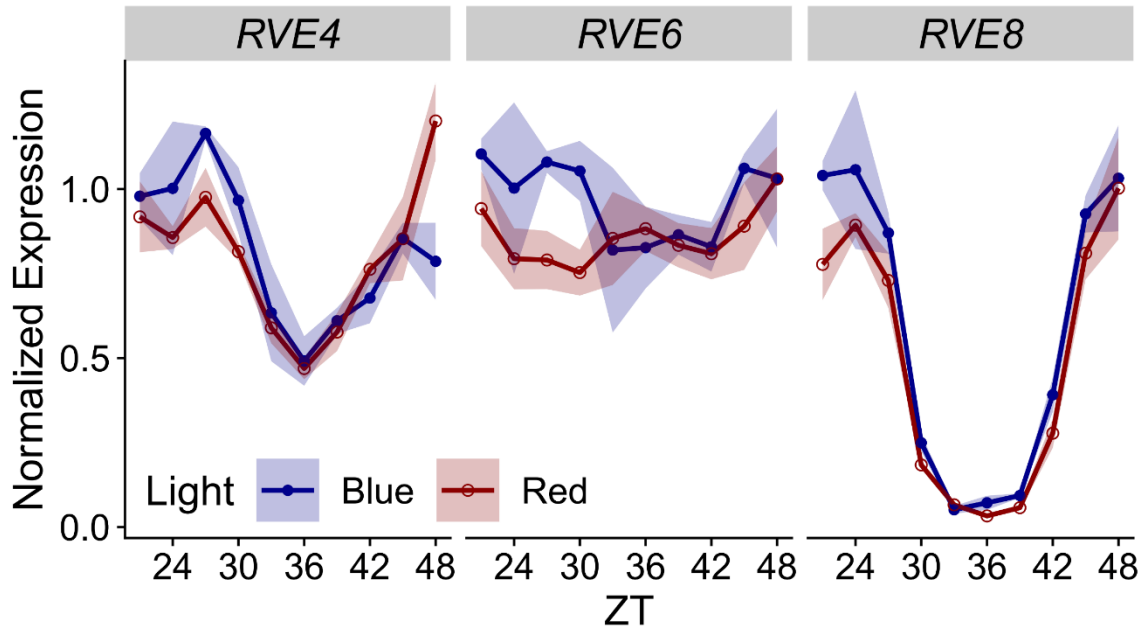 RVE4 RVE6 RVE8
Normalized Expression
1.0
0.5
0.0
Light Blue Red
24 30 36 42 48 24 30 36 42 48 24 30 36 42 48
ZT